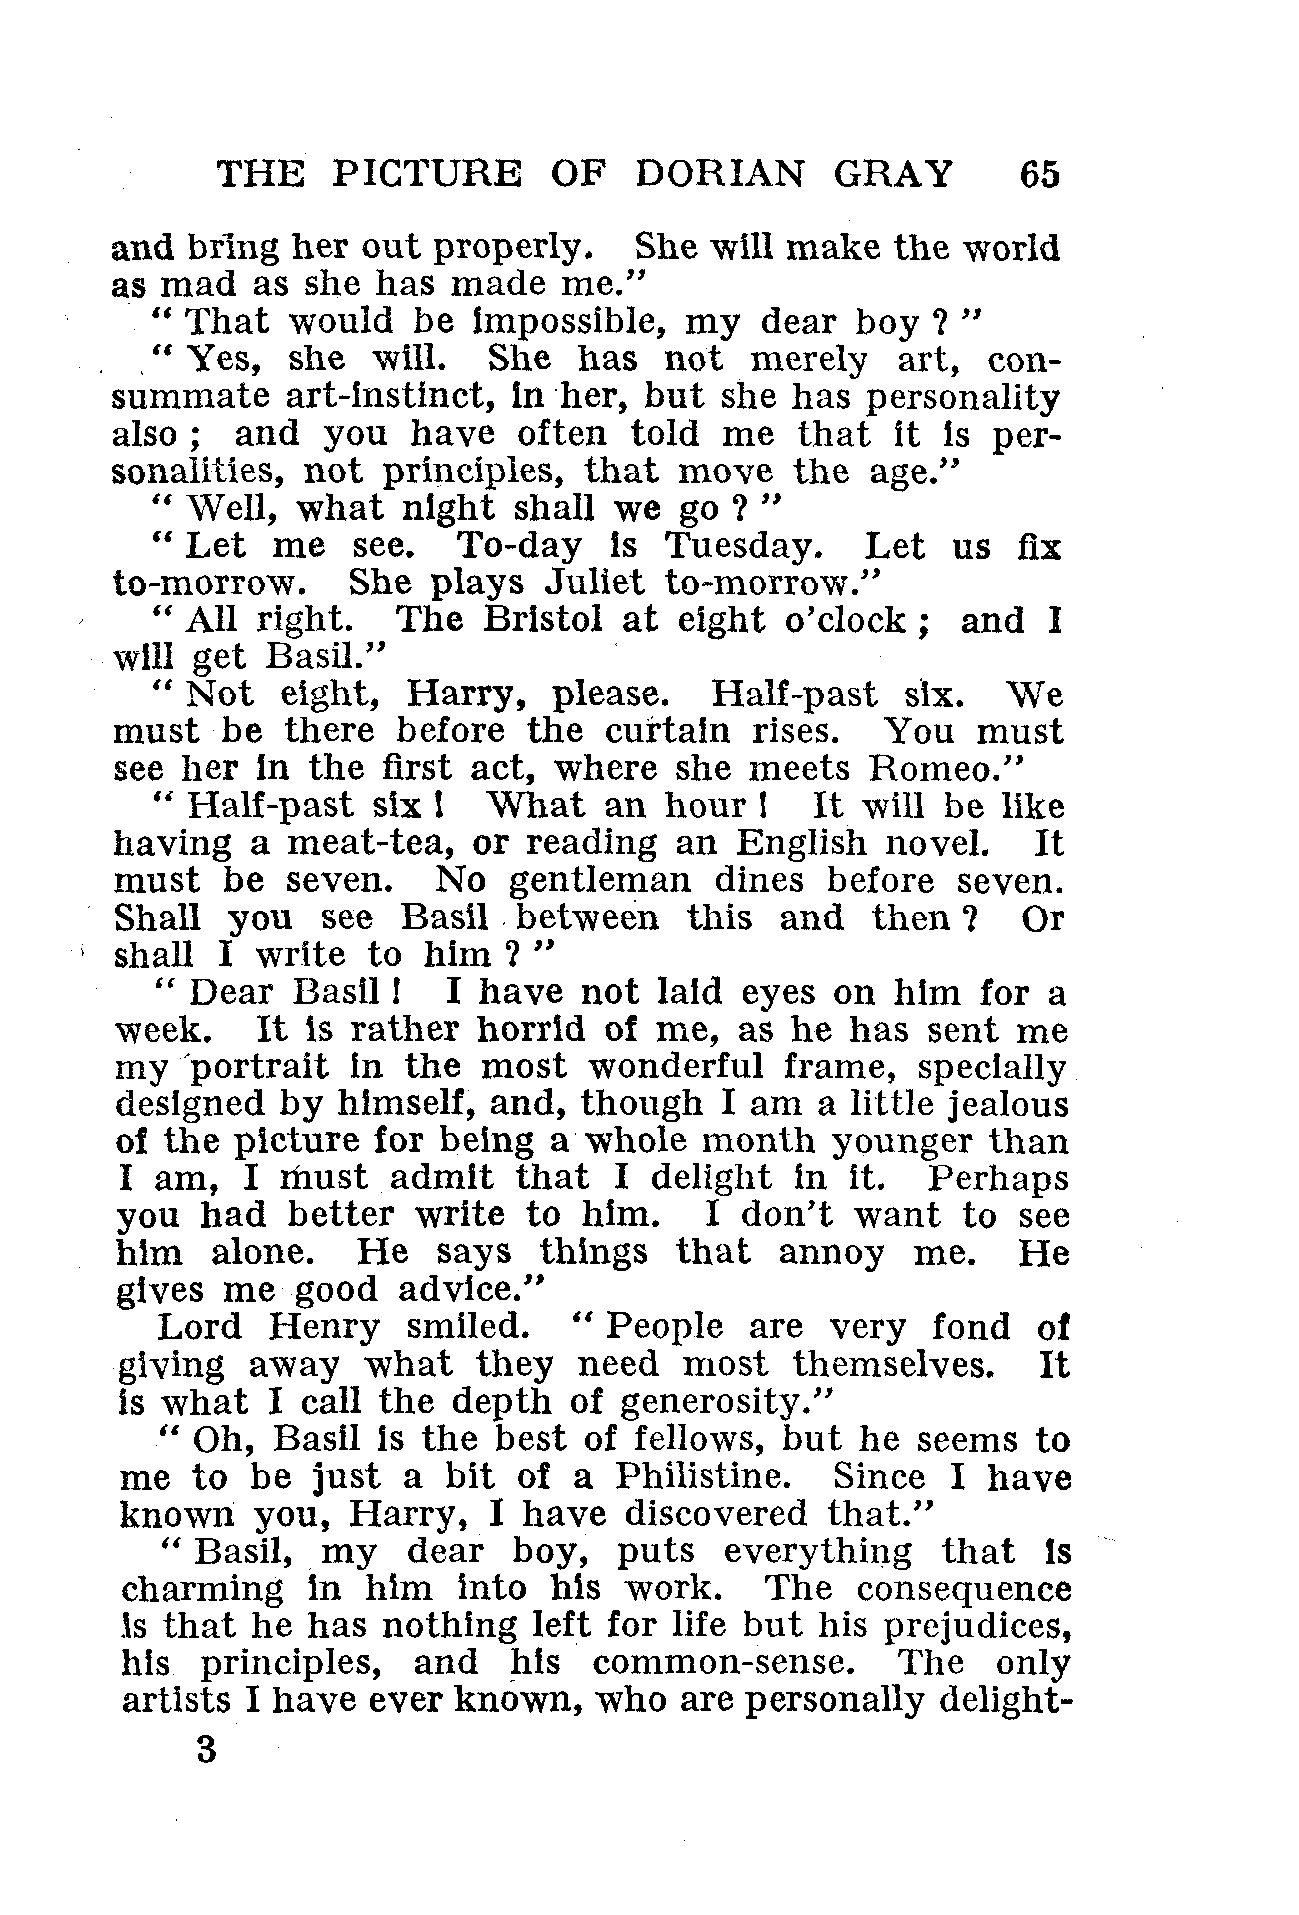 THE PICTURE OF DORIAN GRAY 65
and bring her out properly. She will make the world
as mad as she has made me."
" That would be impossible, my dear boy ? "
" Yes, she will. She has not merely art, con-
summate art-instinct, in her, but she has personality
also ; and you have often told me that it is per-
sonalities, not principles, that move the age."
" Well, what night shall we go ? "
" Let me see. To-day is Tuesday. Let us fix
to-morrow. She plays Juliet to-morrow."
" All right. The Bristol at eight o'clock ; and I
will get Basil."
" Not eight, Harry, please. Half-past six. We
must be there before the curtain rises. You must
see her in the first act, where she meets Romeo."
" Half-past six ! What an hour ! It will be like
having a meat-tea, or reading an English novel. It
must be seven. No gentleman dines before seven.
Shall you see Basil between this and then ? Or
shall I write to him ? "
" Dear Basil ! I have not laid eyes on him for a
week. It is rather horrid of me, as he has sent me
my portrait in the most wonderful frame, specially
designed by himself, and, though I am a little jealous
of the picture for being a whole month younger than
I am, I must admit that I delight in it. Perhaps
you had better write to him. I don't want to see
him alone. He says things that annoy me. He
gives me good advice."
Lord Henry smiled. " People are very fond of
giving away what they need most themselves. It
is what I call the depth of generosity."
" Oh, Basil is the best of fellows, but he seems to
me to be just a bit of a Philistine. Since I have
known you, Harry, I have discovered that."
" Basil, my dear boy, puts everything that is
charming in him into his work. The consequence
is that he has nothing left for life but his prejudices,
his principles, and his common-sense. The only
artists I have ever known, who are personally delight-
3